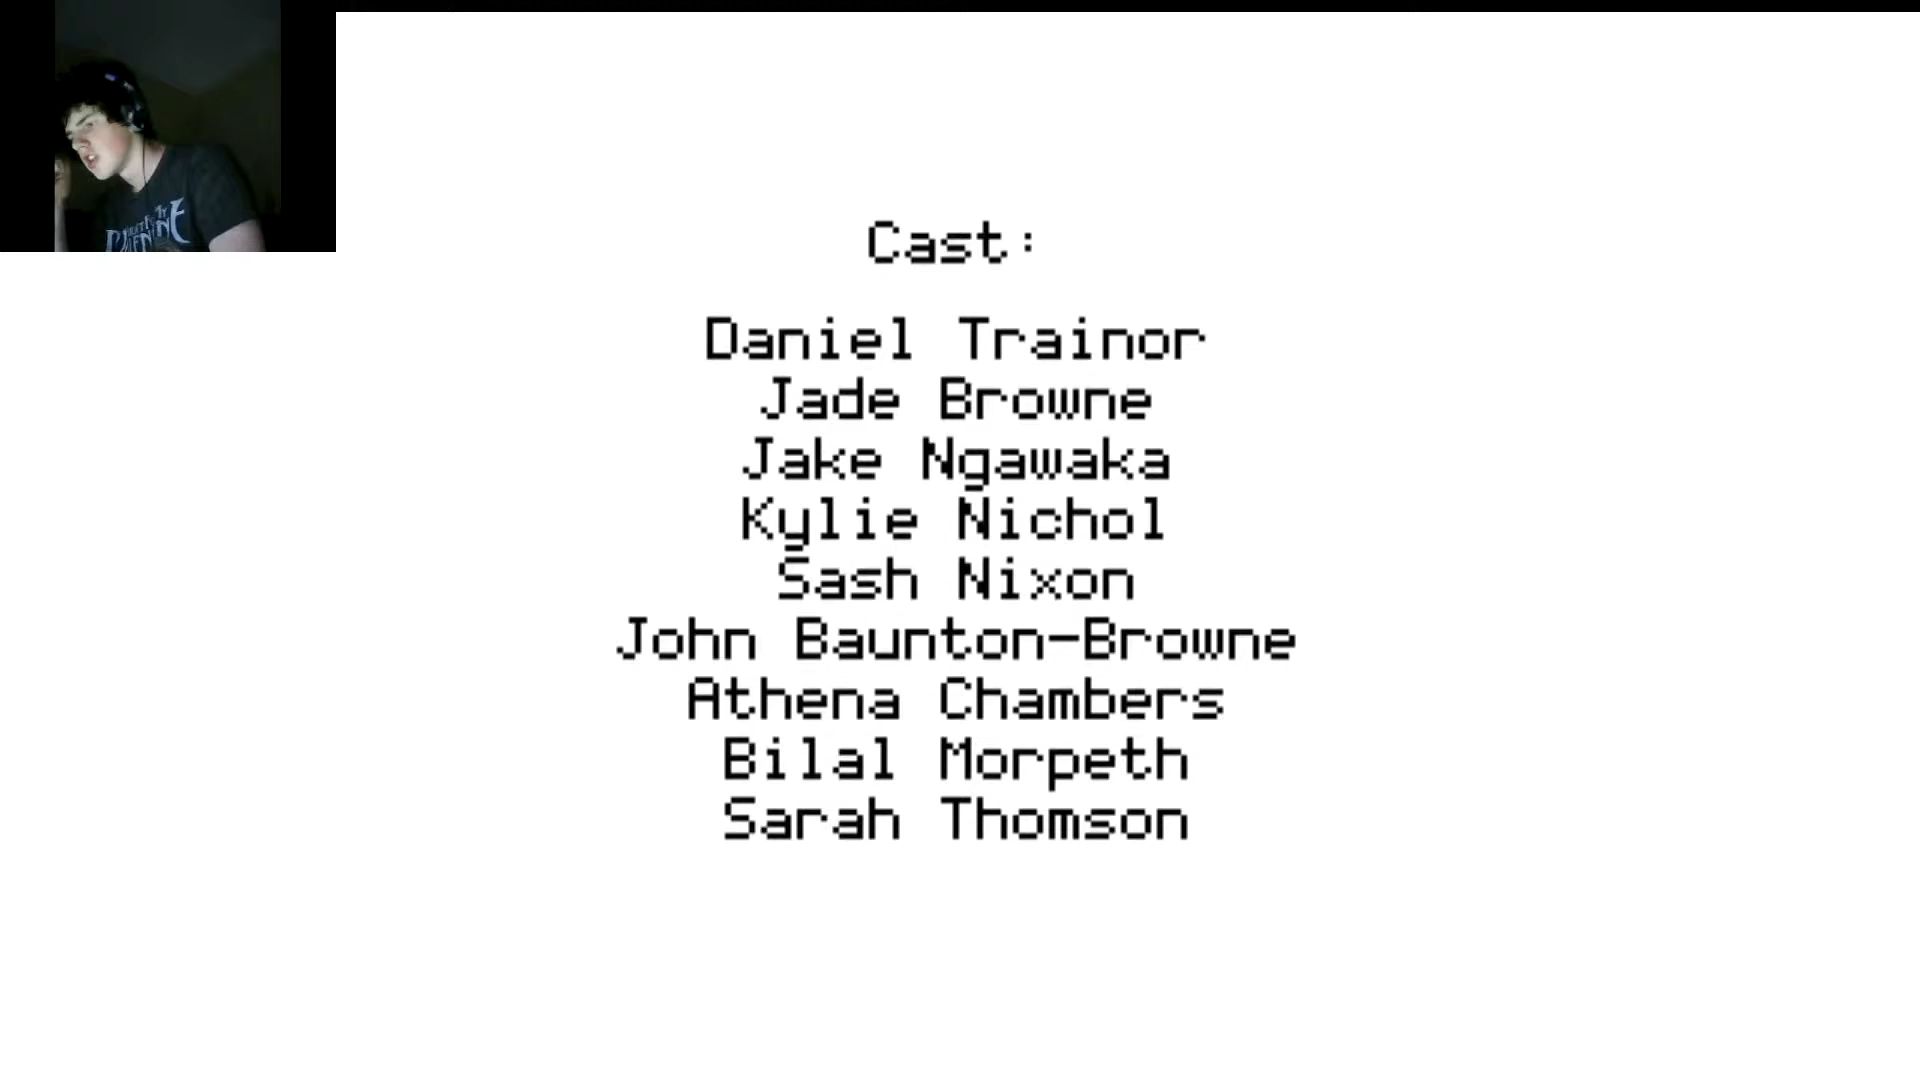 Cast:
Daniel Trainor
Jade Browne
Jake Ngawaka
Kylie Nichol
Sash Nixon
John Baunton-Browne
Athena Chambers
Bilal Morpeth
Sarah Thomson